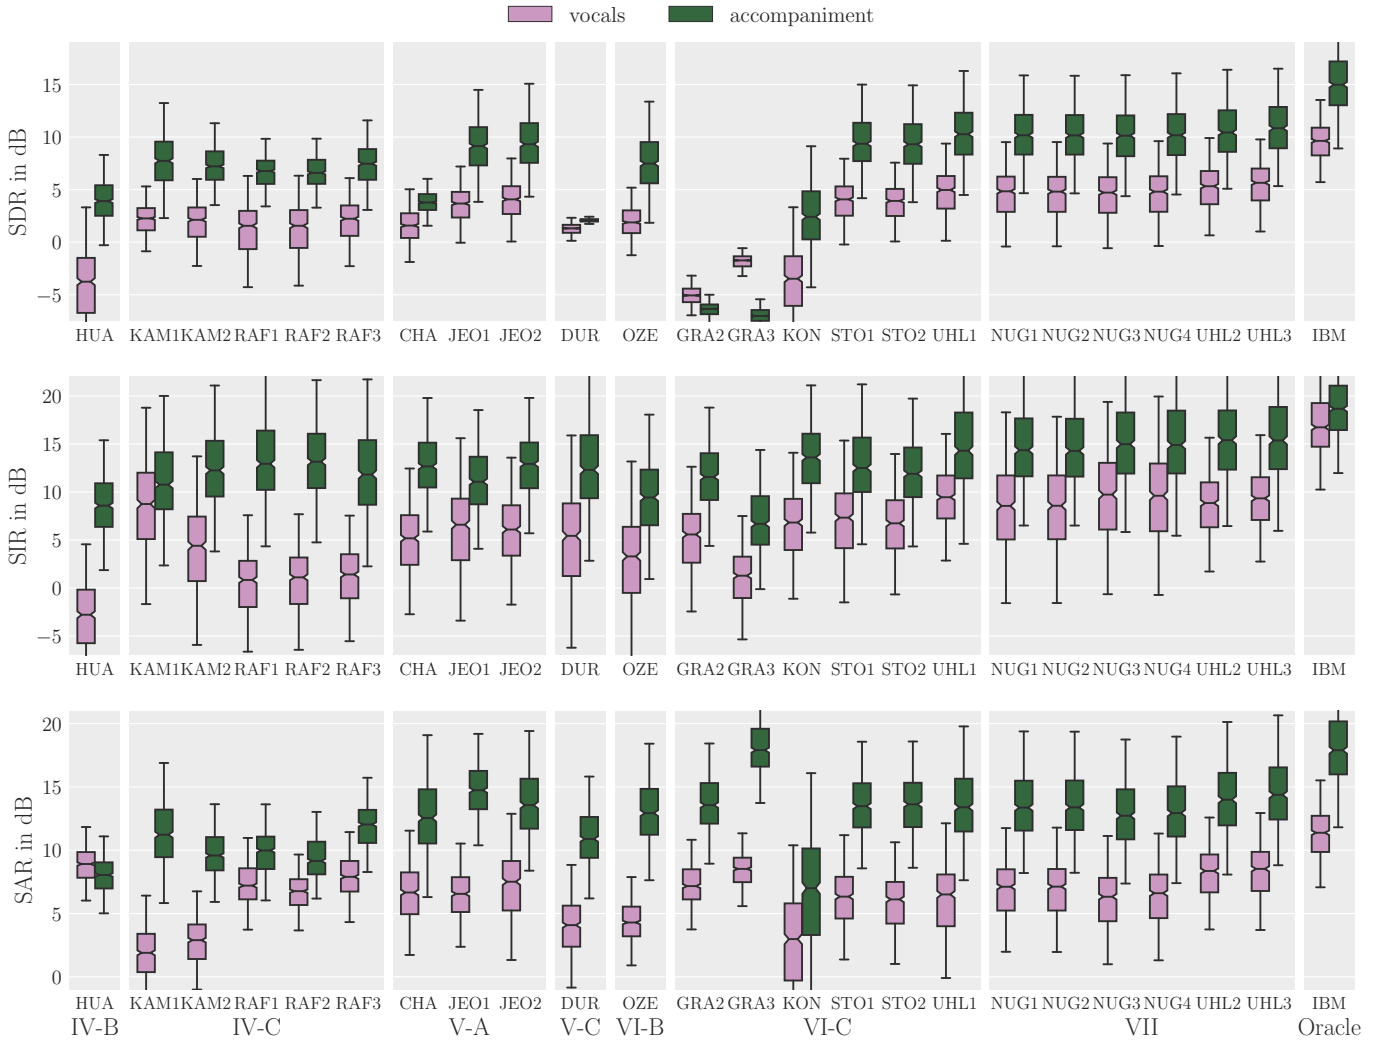 vocals accompaniment
SDR in dB
15
10
5
0
−5
HUA KAM1 KAM2 RAF1 RAF2 RAF3 CHA JEO1 JEO2 DUR OZE GRA2 GRA3 KON STO1 STO2 UHL1 NUG1 NUG2 NUG3 NUG4 UHL2 UHL3 IBM
SIR in dB
20
15
10
5
0
−5
HUA KAM1 KAM2 RAF1 RAF2 RAF3 CHA JEO1 JEO2 DUR OZE GRA2 GRA3 KON STO1 STO2 UHL1 NUG1 NUG2 NUG3 NUG4 UHL2 UHL3 IBM
SAR in dB
20
15
10
5
0
HUA KAM1 KAM2 RAF1 RAF2 RAF3 CHA JEO1 JEO2 DUR OZE GRA2 GRA3 KON STO1 STO2 UHL1 NUG1 NUG2 NUG3 NUG4 UHL2 UHL3 IBM
IV-B IV-C V-A V-C VI-B VI-C VII Oracle